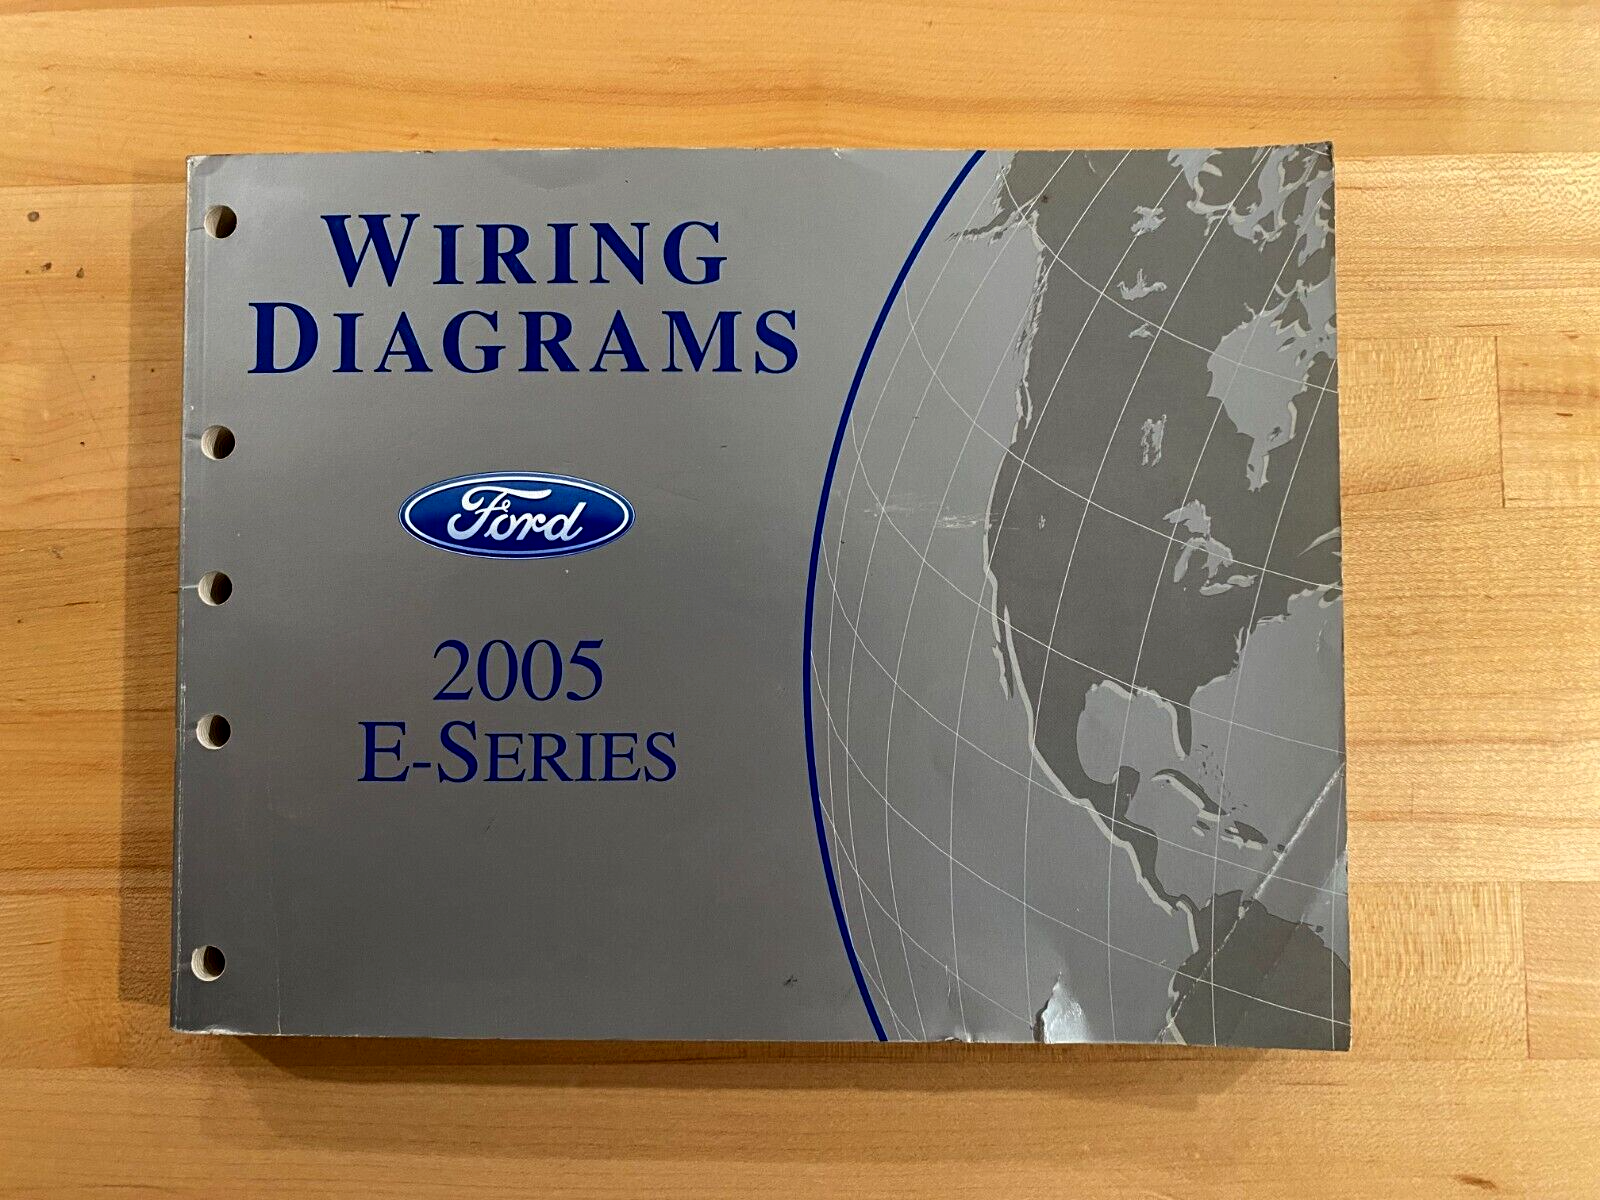 WIRING
DIAGRAMS
Ford
2005
E-SERIES